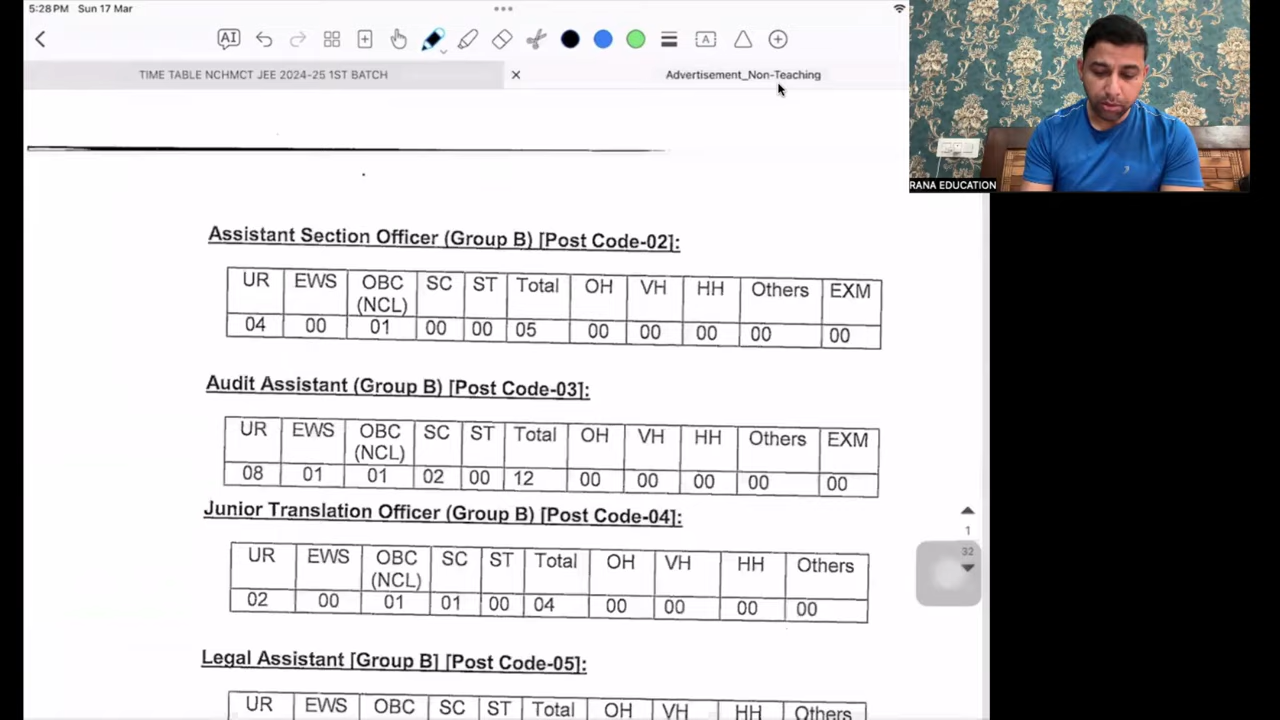 5:28 PM Sun 17 Mar
AI
A
TIME TABLE NCHMCT JEE 2024-25 1ST BATCH
Advertisement_Non-Teaching
RANA EDUCATION
Assistant Section Officer (Group B) [Post Code-02]:
UR EWS OBC (NCL) SC ST Total OH VH HH Others EXM
04 00 01 00 00 05 00 00 00 00 00
Audit Assistant (Group B) [Post Code-03]:
UR EWS OBC (NCL) SC ST Total OH VH HH Others EXM
08 01 01 02 00 12 00 00 00 00 00
Junior Translation Officer (Group B) [Post Code-04]:
UR EWS OBC (NCL) SC ST Total OH VH HH Others
02 00 01 01 00 04 00 00 00 00
1
32
Legal Assistant [Group B] [Post Code-05]:
UR EWS OBC SC ST Total OH VH HH Others